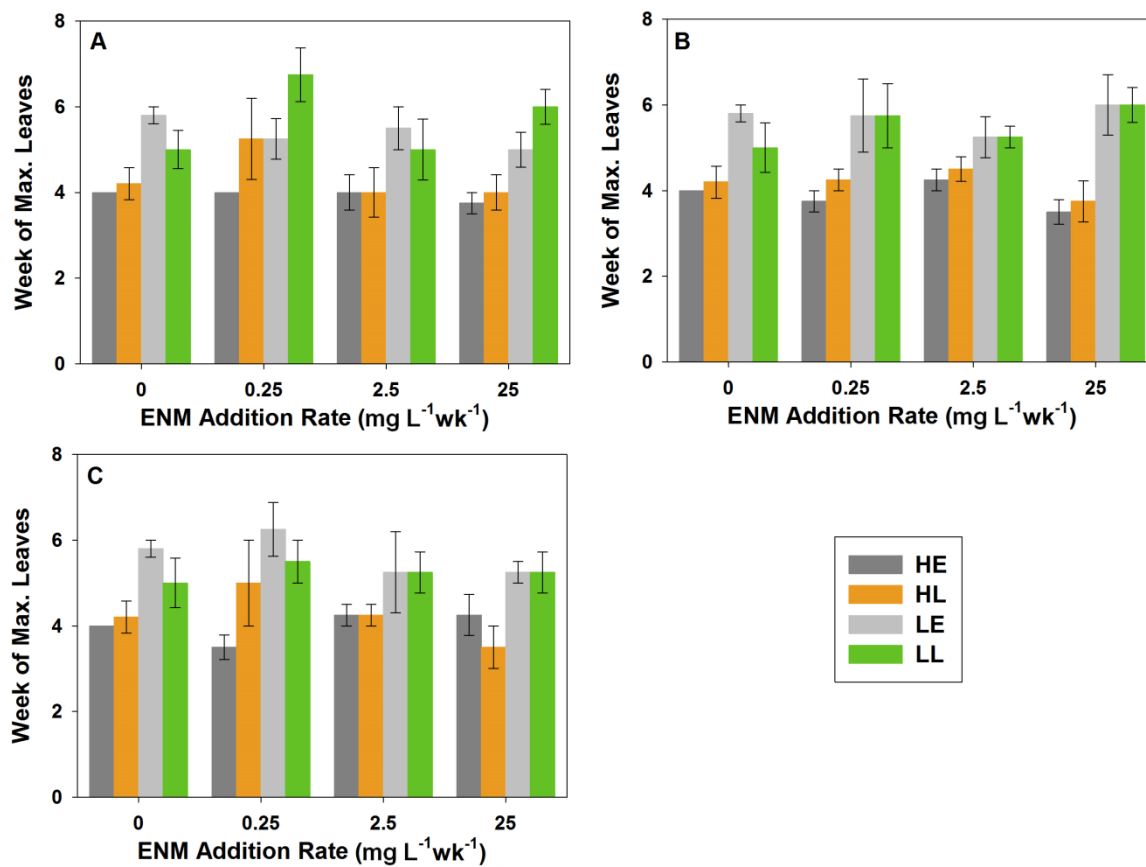 A
Week of Max. Leaves
8
6
4
2
0
0 0.25 2.5 25
ENM Addition Rate (mg L⁻¹wk⁻¹)
B
Week of Max. Leaves
8
6
4
2
0
0 0.25 2.5 25
ENM Addition Rate (mg L⁻¹wk⁻¹)
C
Week of Max. Leaves
8
6
4
2
0
0 0.25 2.5 25
ENM Addition Rate (mg L⁻¹wk⁻¹)
HE
HL
LE
LL